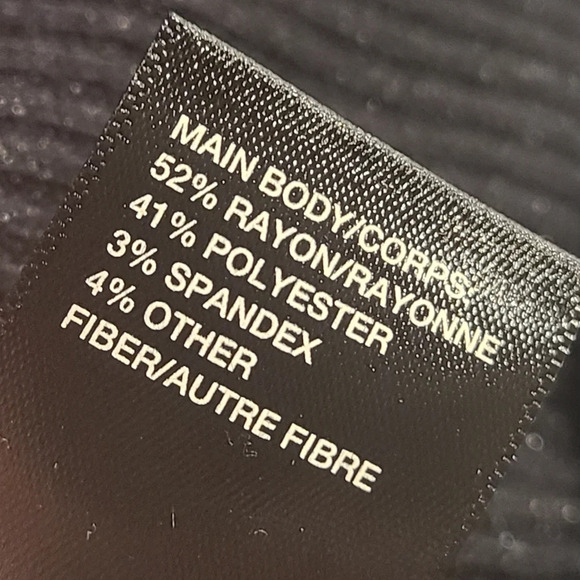 MAIN BODY/CORPS:
52% RAYON/RAYONNE
41% POLYESTER
3% SPANDEX
4% OTHER
FIBER/AUTRE FIBRE